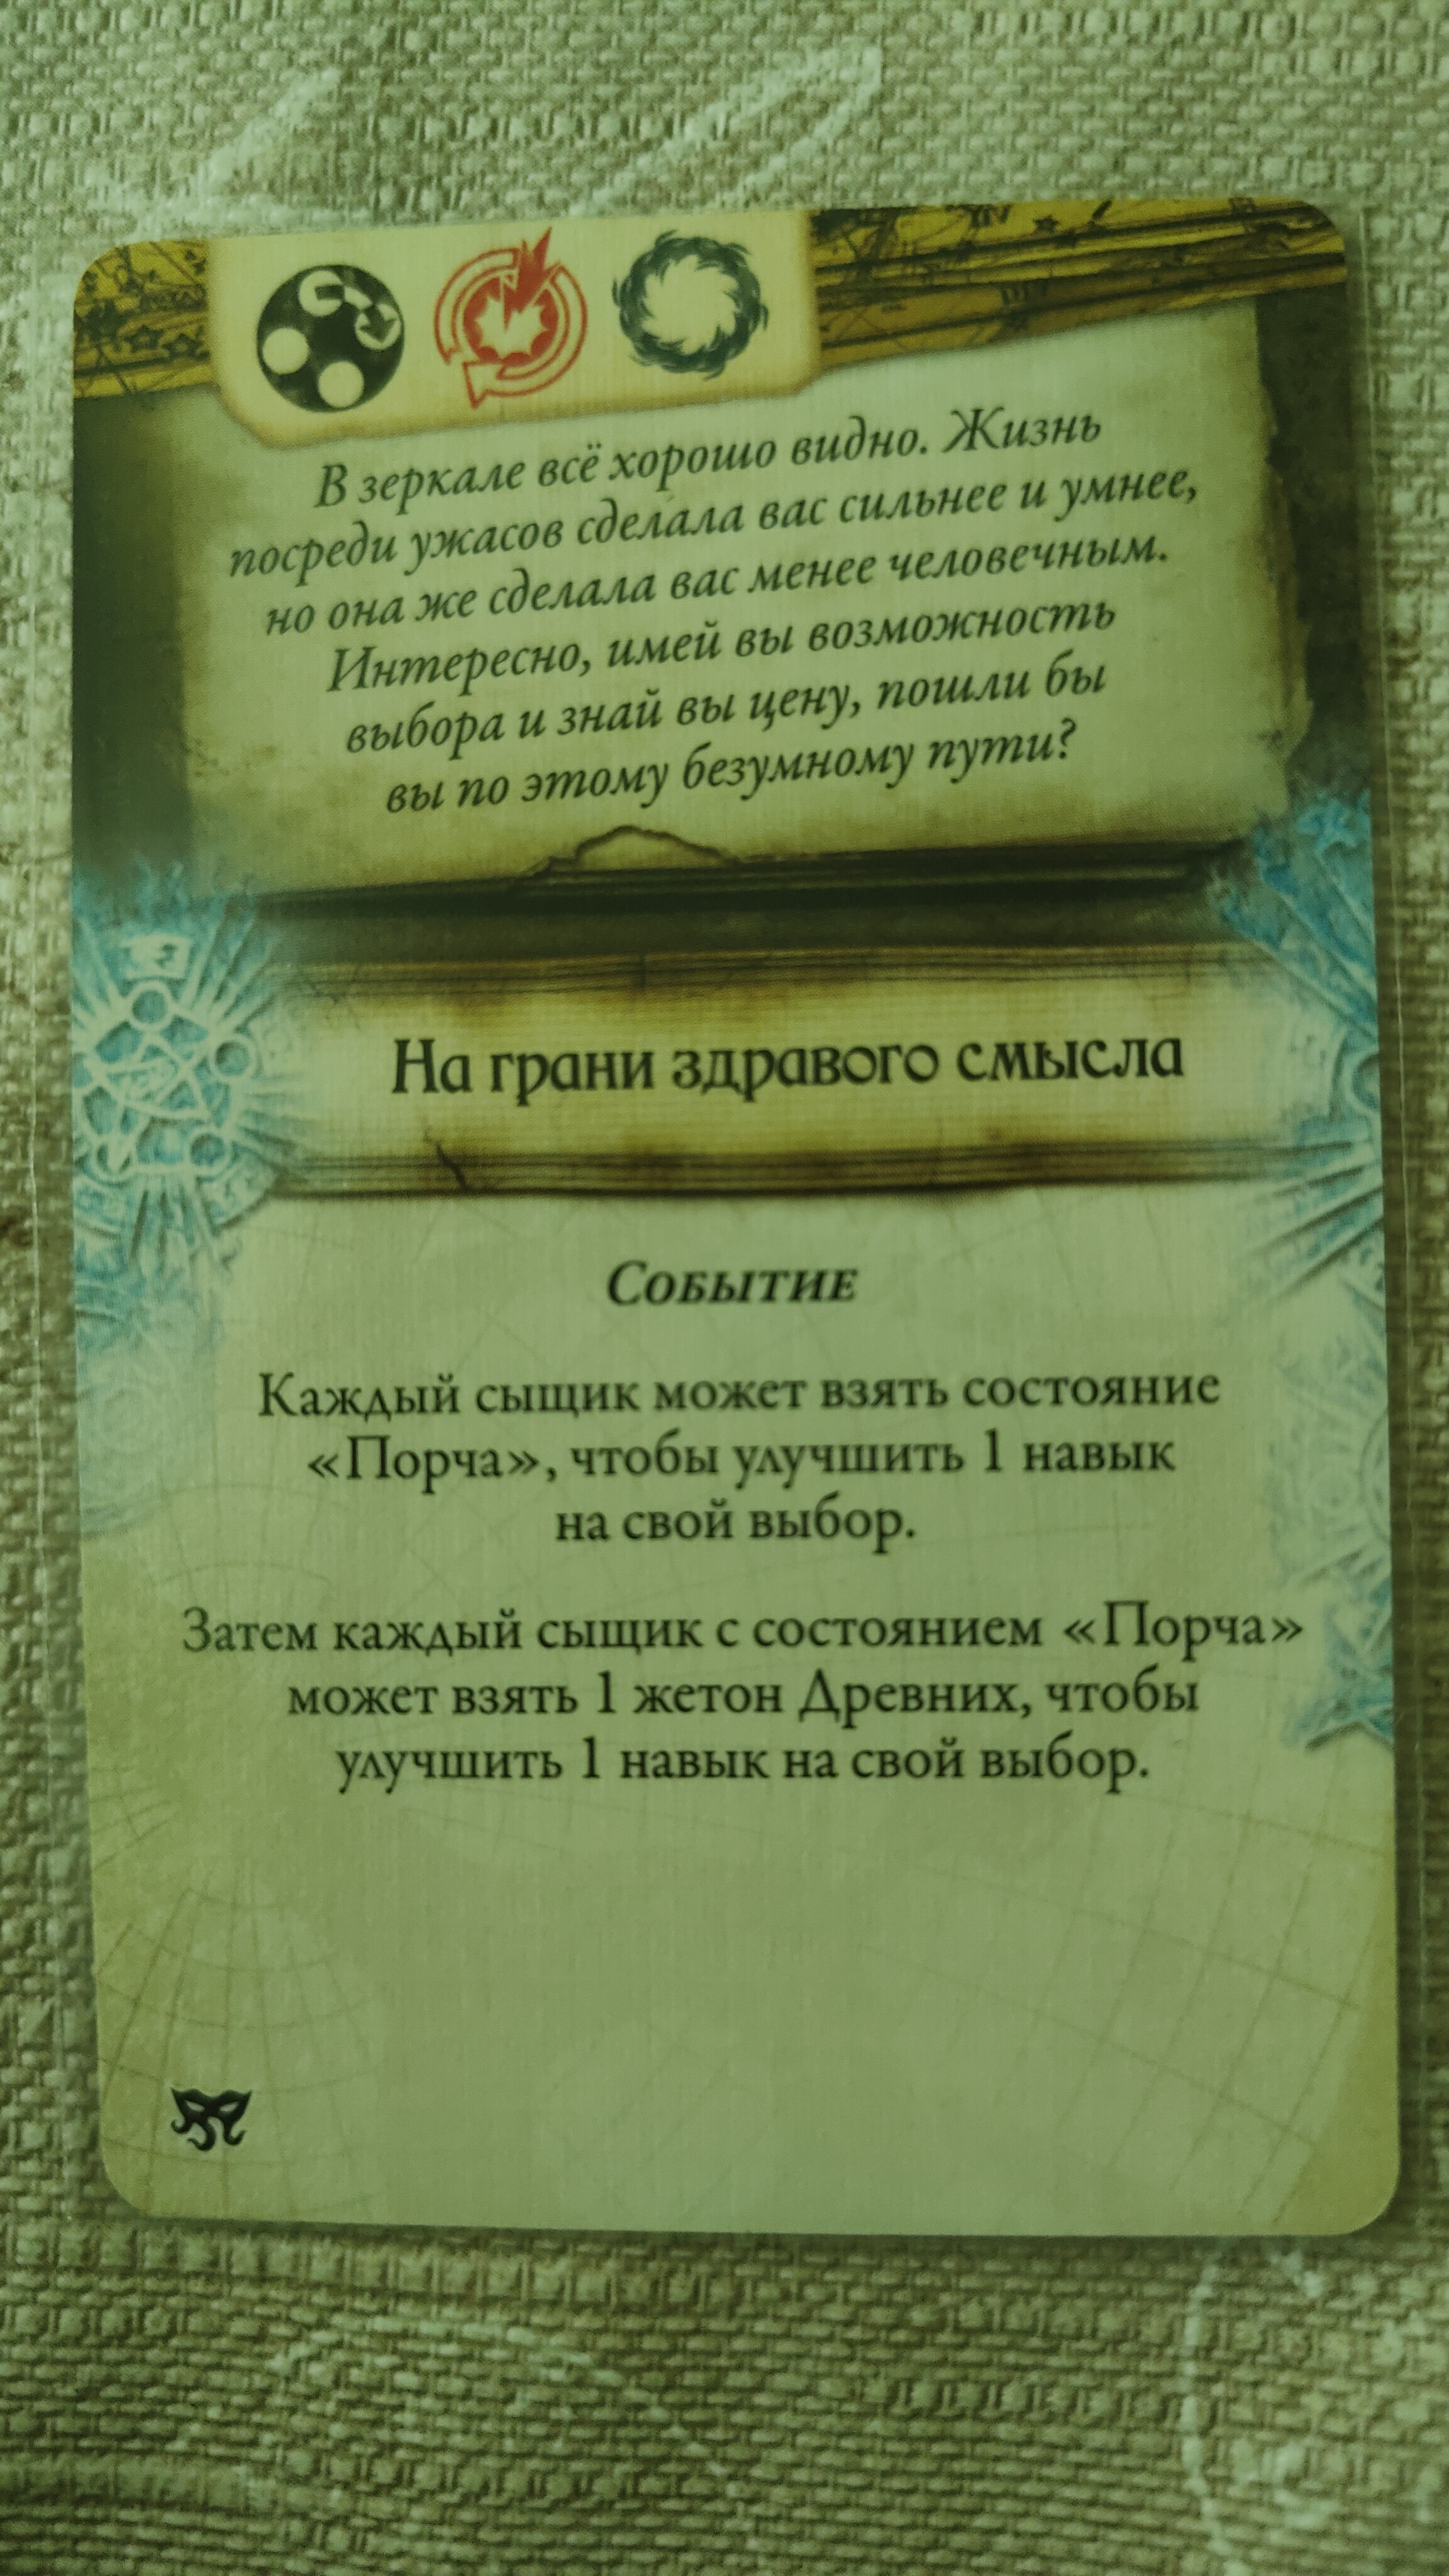 В зеркале всё хорошо видно. Жизнь
посреди ужасов сделала вас сильнее и умнее,
но она же сделала вас менее человечным.
Интересно, имей вы возможность
выбора и знай вы цену, пошли бы
вы по этому безумному пути?
На грани здравого смысла
Событие
Каждый сыщик может взять состояние
«Порча», чтобы улучшить 1 навык
на свой выбор.
Затем каждый сыщик с состоянием «Порча»
может взять 1 жетон Древних, чтобы
улучшить 1 навык на свой выбор.